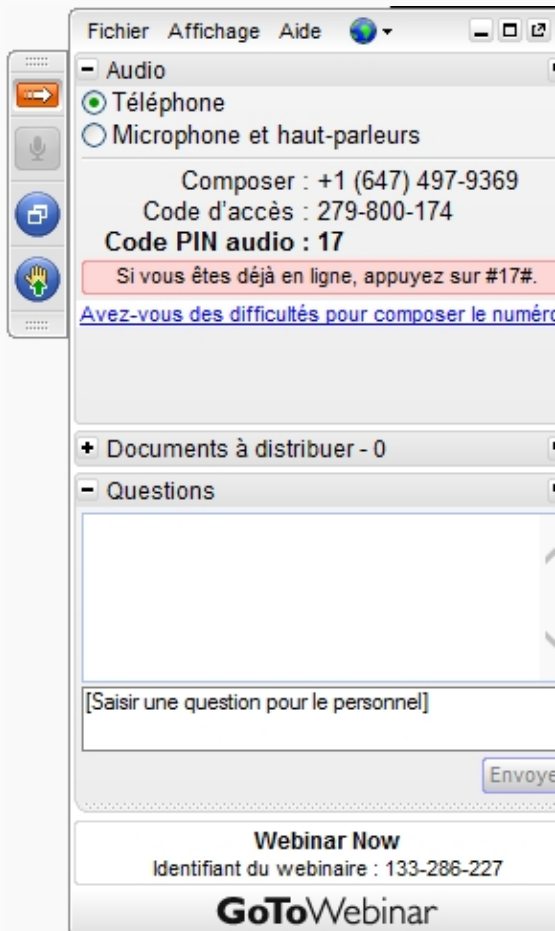 Fichier Affichage Aide
Audio
Téléphone
Microphone et haut-parleurs
Composer : +1 (647) 497-9369
Code d'accès : 279-800-174
Code PIN audio : 17
Si vous êtes déjà en ligne, appuyez sur #17#.
Avez-vous des difficultés pour composer le numéro
Documents à distribuer - 0
Questions
[Saisir une question pour le personnel]
Envoye
Webinar Now
Identifiant du webinaire : 133-286-227
GoToWebinar